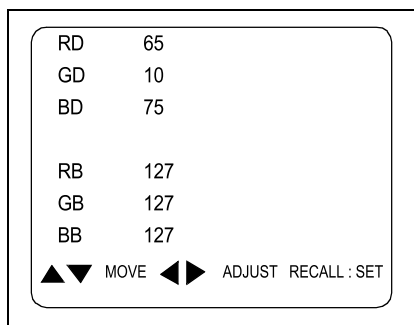 RD 65
GD 10
BD 75
RB 127
GB 127
BB 127
▲▼ MOVE ◀▶ ADJUST RECALL : SET